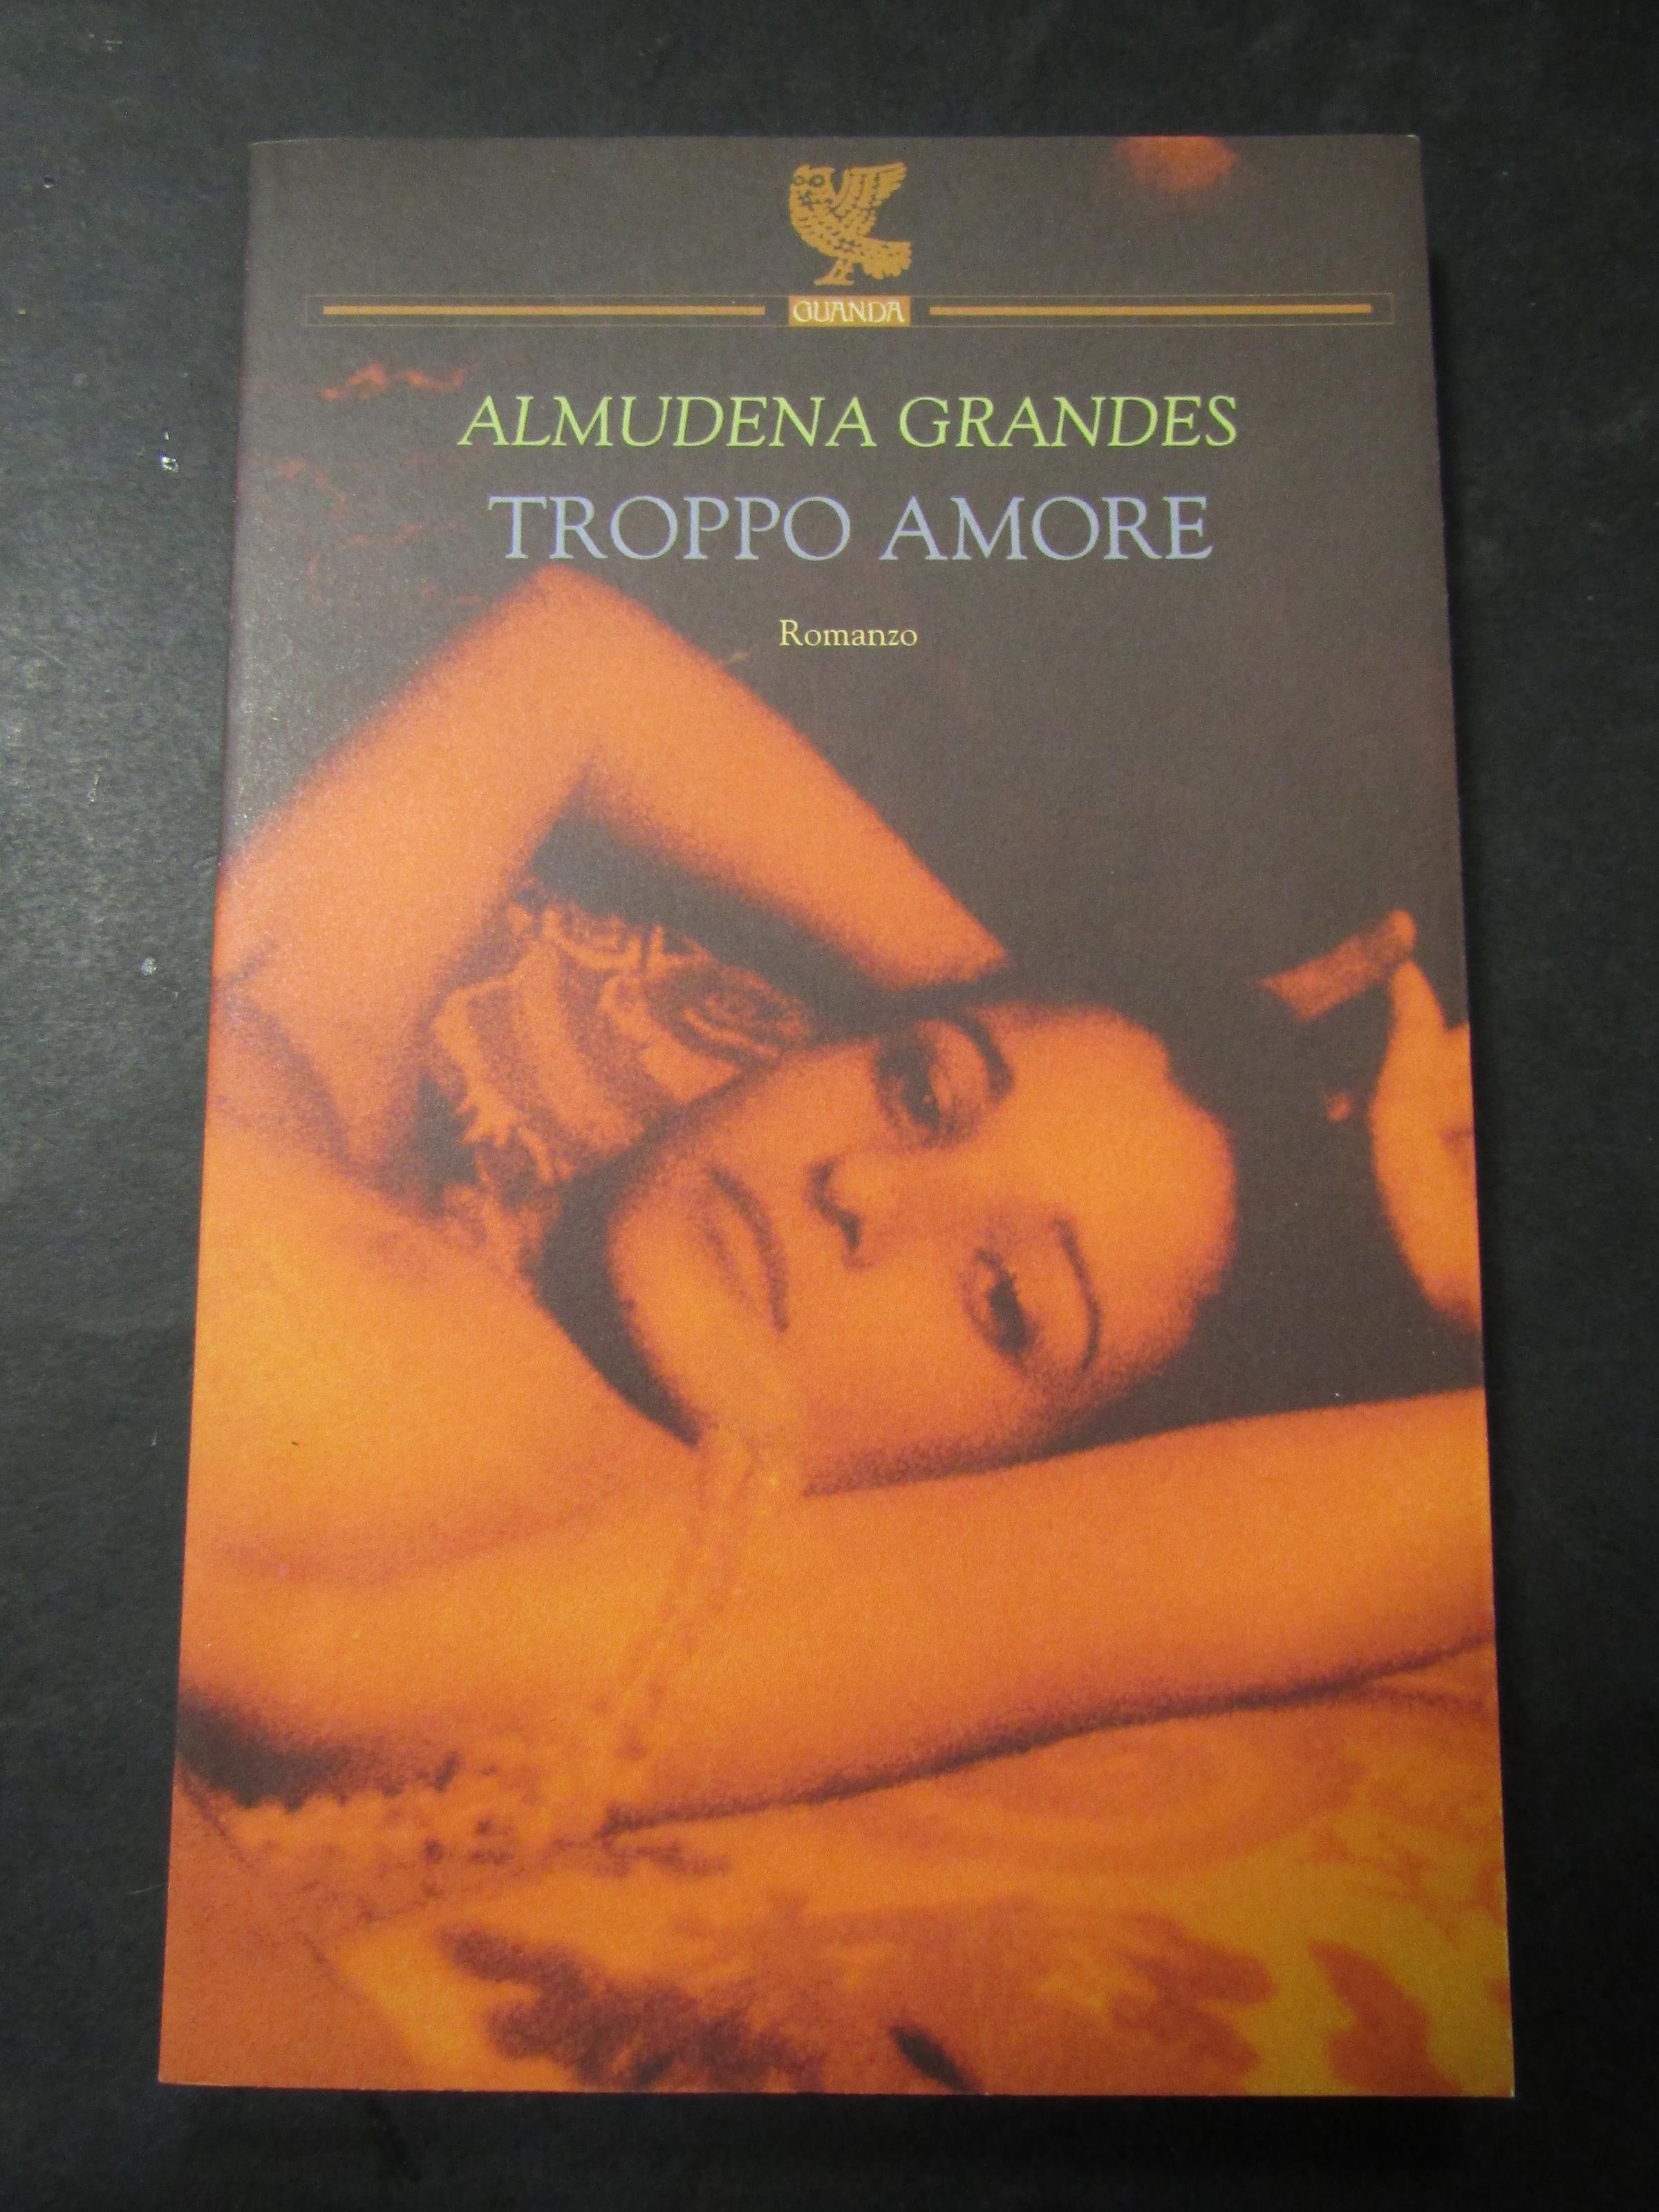 GUANDA
ALMUDENA GRANDES
TROPPO AMORE
Romanzo